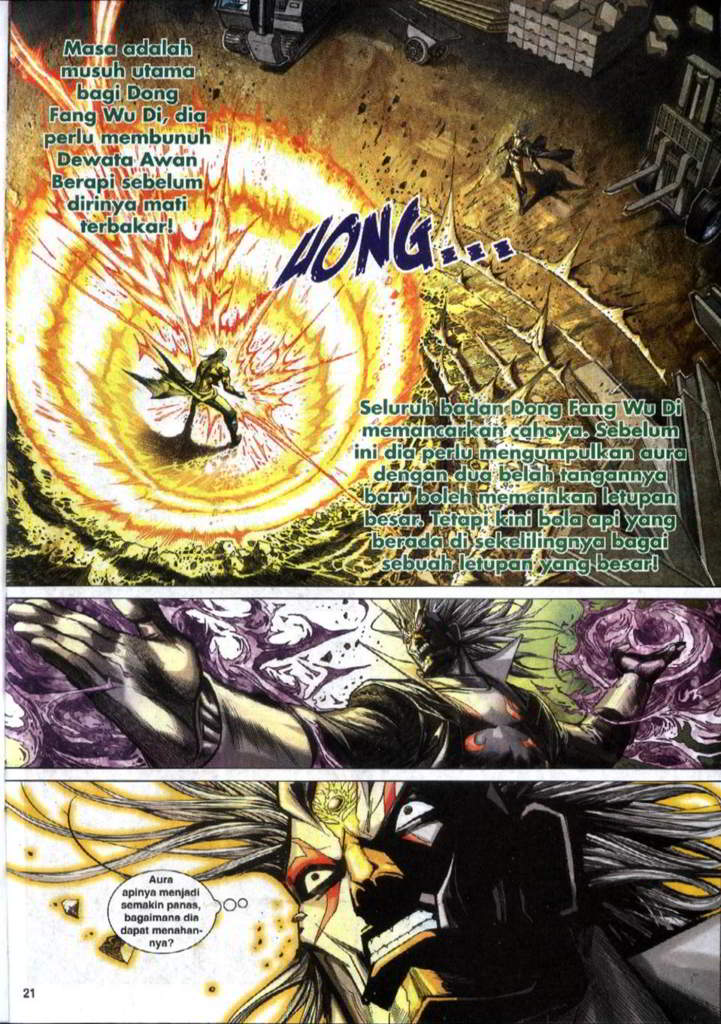 Masa adalah
musuh utama
bagi Dong
Fang Wu Di, dia
perlu membunuh
Dewata Awan
Berapi sebelum
dirinya mati
terbakar!
UONG...
Seluruh badan Dong Fang Wu Di
memancarkan cahaya. Sebelum
ini dia perlu mengumpulkan aura
dengan dua belah tangannya
baru boleh memainkan letupan
besar. Tetapi kini bola api yang
berada di sekelilingnya bagai
sebuah letupan yang besar!
Aura
apinya menjadi
semakin panas,
bagaimana dia
dapat menahan-
nya?
21